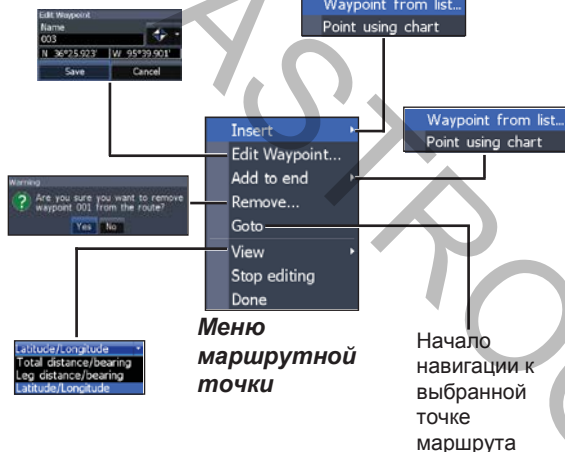 Edit Waypoint
Name
003
N 36°25.923' W 95°39.901'
Save Cancel
Waypoint from list...
Point using chart
Insert
Edit Waypoint...
Add to end
Remove...
Goto
View
Stop editing
Done
Waypoint from list...
Point using chart
Warning
Are you sure you want to remove
waypoint 001 from the route?
Yes No
Latitude/Longitude
Total distance/bearing
Leg distance/bearing
Latitude/Longitude
Меню
маршрутной
точки
Начало
навигации к
выбранной
точке
маршрута